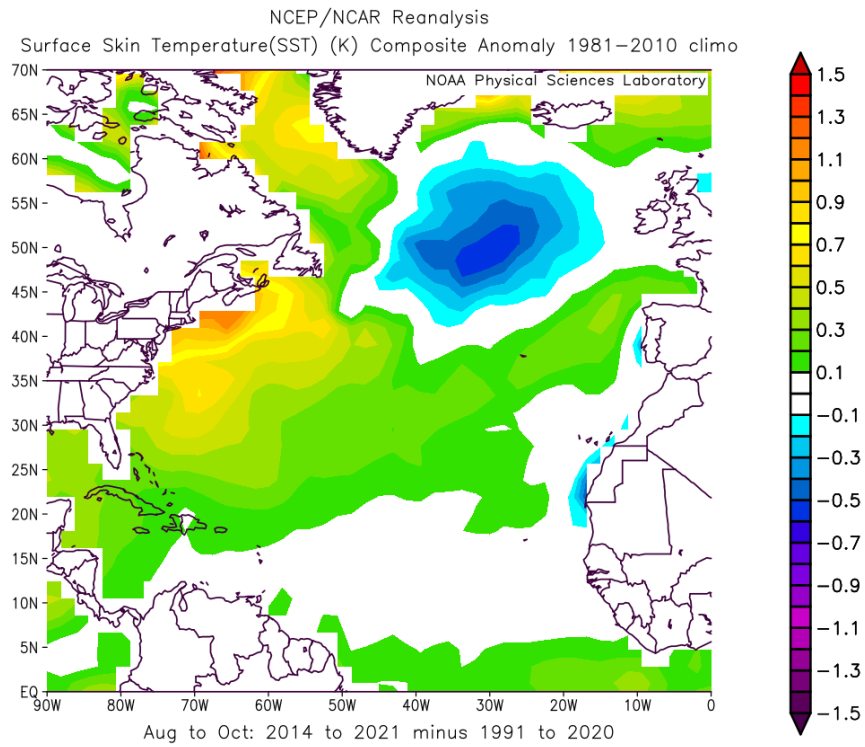 NCEP/NCAR Reanalysis
Surface Skin Temperature(SST) (K) Composite Anomaly 1981−2010 climo
NOAA Physical Sciences Laboratory
70N
65N
60N
55N
50N
45N
40N
35N
30N
25N
20N
15N
10N
5N
EQ
90W 80W 70W 60W 50W 40W 30W 20W 10W 0
1.5
1.3
1.1
0.9
0.7
0.5
0.3
0.1
−0.1
−0.3
−0.5
−0.7
−0.9
−1.1
−1.3
−1.5
Aug to Oct: 2014 to 2021 minus 1991 to 2020